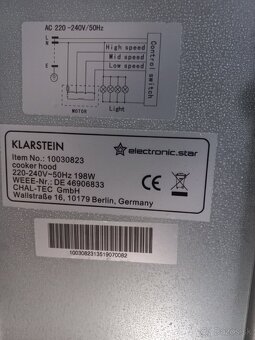 AC 220 -240V/50Hz
L
N
E
High speed
Mid speed
Low speed
Control switch
MOTOR
Light
KLARSTEIN
electronic.star
Item No.: 10030823
cooker hood
220-240V~50Hz 198W
WEEE-Nr.: DE 46906833
CHAL-TEC GmbH
Wallstraße 16, 10179 Berlin, Germany
CE
1003082313519070082